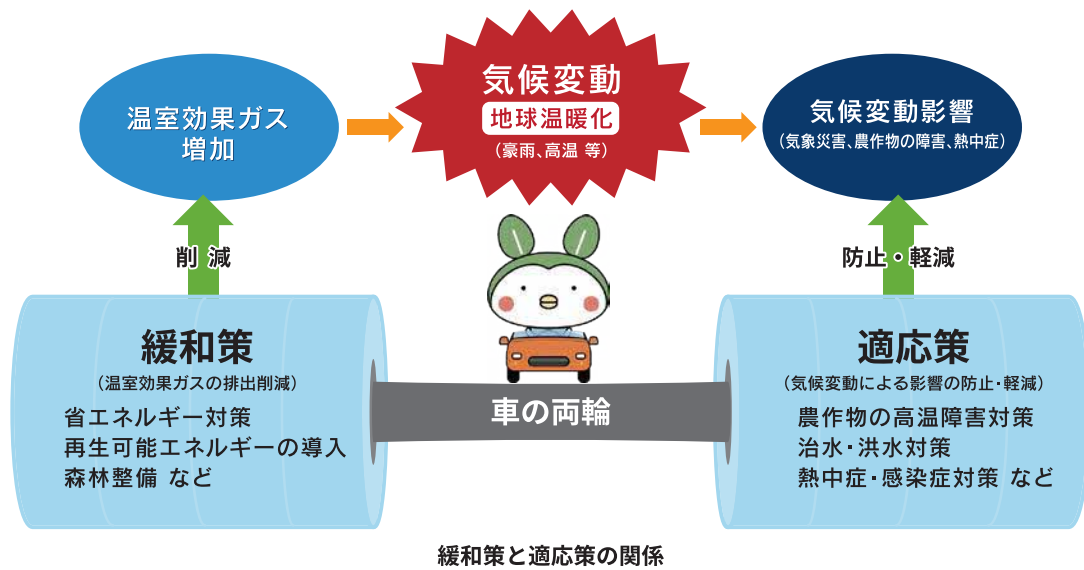 温室効果ガス
増加
気候変動
地球温暖化
(豪雨、高温 等)
気候変動影響
(気象災害、農作物の障害、熱中症)
削 減
防止・軽減
緩和策
(温室効果ガスの排出削減)
省エネルギー対策
再生可能エネルギーの導入
森林整備 など
車の両輪
適応策
(気候変動による影響の防止・軽減)
農作物の高温障害対策
治水・洪水対策
熱中症・感染症対策 など
緩和策と適応策の関係